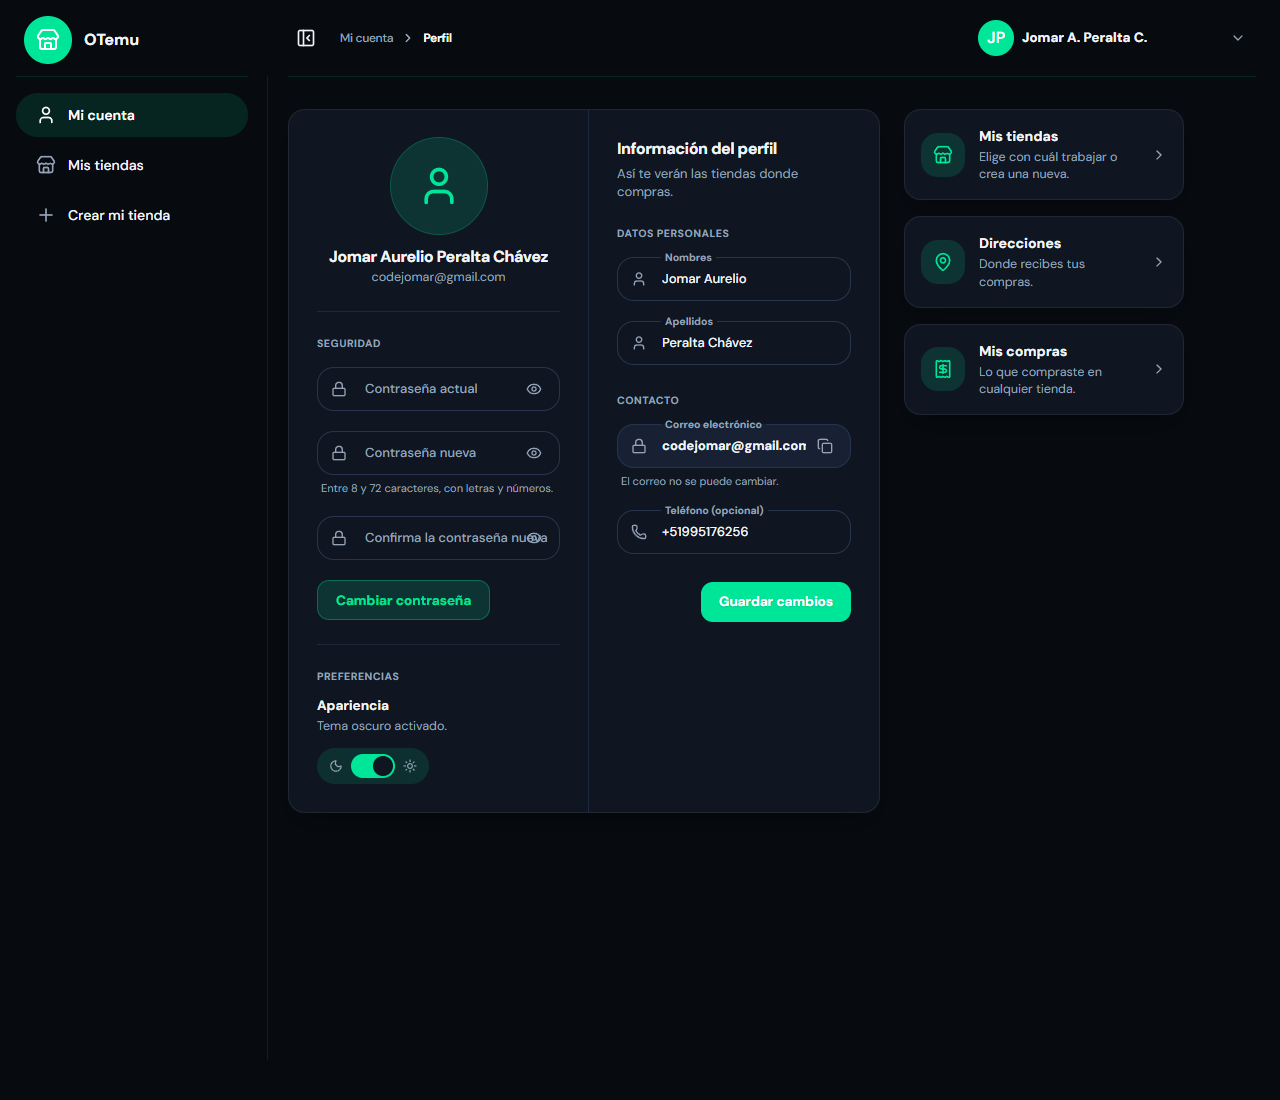 OTemu
Mi cuenta
Mis tiendas
Crear mi tienda
Mi cuenta > Perfil
JP Jomar A. Peralta C.
Jomar Aurelio Peralta Chávez
codejomar@gmail.com
SEGURIDAD
Contraseña actual
Contraseña nueva
Entre 8 y 72 caracteres, con letras y números.
Confirma la contraseña nueva
Cambiar contraseña
PREFERENCIAS
Apariencia
Tema oscuro activado.
Información del perfil
Así te verán las tiendas donde
compras.
DATOS PERSONALES
Nombres
Jomar Aurelio
Apellidos
Peralta Chávez
CONTACTO
Correo electrónico
codejomar@gmail.com
El correo no se puede cambiar.
Teléfono (opcional)
+51995176256
Guardar cambios
Mis tiendas
Elige con cuál trabajar o
crea una nueva.
Direcciones
Donde recibes tus
compras.
Mis compras
Lo que compraste en
cualquier tienda.